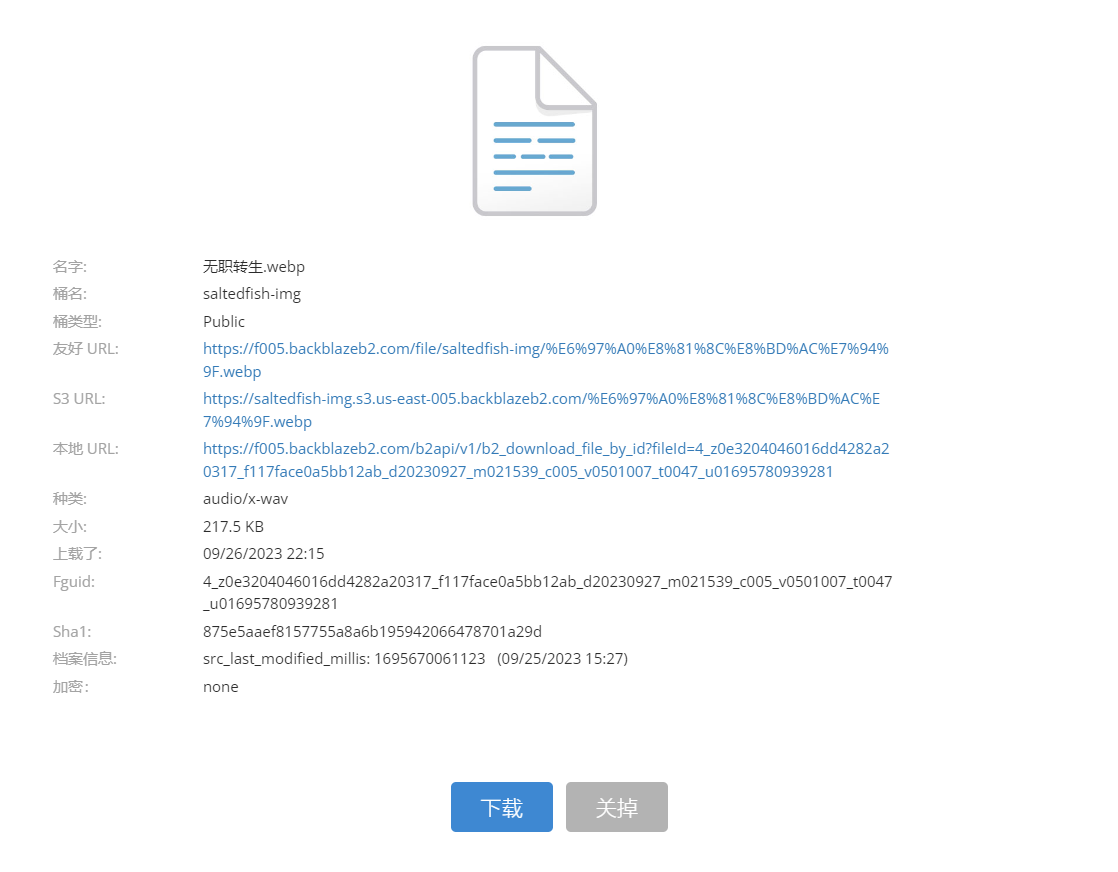 名字: 无职转生.webp
桶名: saltedfish-img
桶类型: Public
友好 URL: https://f005.backblazeb2.com/file/saltedfish-img/%E6%97%A0%E8%81%8C%E8%BD%AC%E7%94%
9F.webp
S3 URL: https://saltedfish-img.s3.us-east-005.backblazeb2.com/%E6%97%A0%E8%81%8C%E8%BD%AC%E
7%94%9F.webp
本地 URL: https://f005.backblazeb2.com/b2api/v1/b2_download_file_by_id?fileId=4_z0e3204046016dd4282a2
0317_f117face0a5bb12ab_d20230927_m021539_c005_v0501007_t0047_u01695780939281
种类: audio/x-wav
大小: 217.5 KB
上载了: 09/26/2023 22:15
Fguid: 4_z0e3204046016dd4282a20317_f117face0a5bb12ab_d20230927_m021539_c005_v0501007_t0047
_u01695780939281
Sha1: 875e5aaef8157755a8a6b195942066478701a29d
档案信息: src_last_modified_millis: 1695670061123 (09/25/2023 15:27)
加密: none
下载 关掉